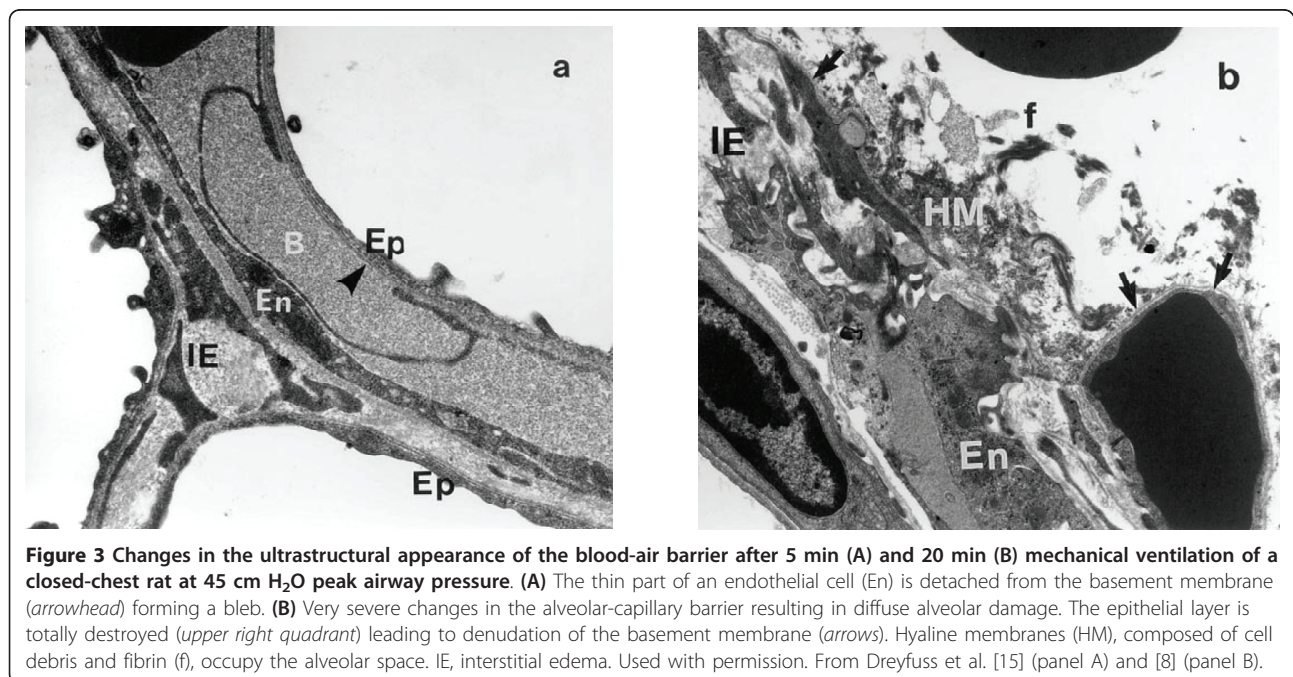 a
B
Ep
En
IE
Ep
b
IE
f
HM
En
Figure 3 Changes in the ultrastructural appearance of the blood-air barrier after 5 min (A) and 20 min (B) mechanical ventilation of a
closed-chest rat at 45 cm H₂O peak airway pressure. (A) The thin part of an endothelial cell (En) is detached from the basement membrane
(arrowhead) forming a bleb. (B) Very severe changes in the alveolar-capillary barrier resulting in diffuse alveolar damage. The epithelial layer is
totally destroyed (upper right quadrant) leading to denudation of the basement membrane (arrows). Hyaline membranes (HM), composed of cell
debris and fibrin (f), occupy the alveolar space. IE, interstitial edema. Used with permission. From Dreyfuss et al. [15] (panel A) and [8] (panel B).